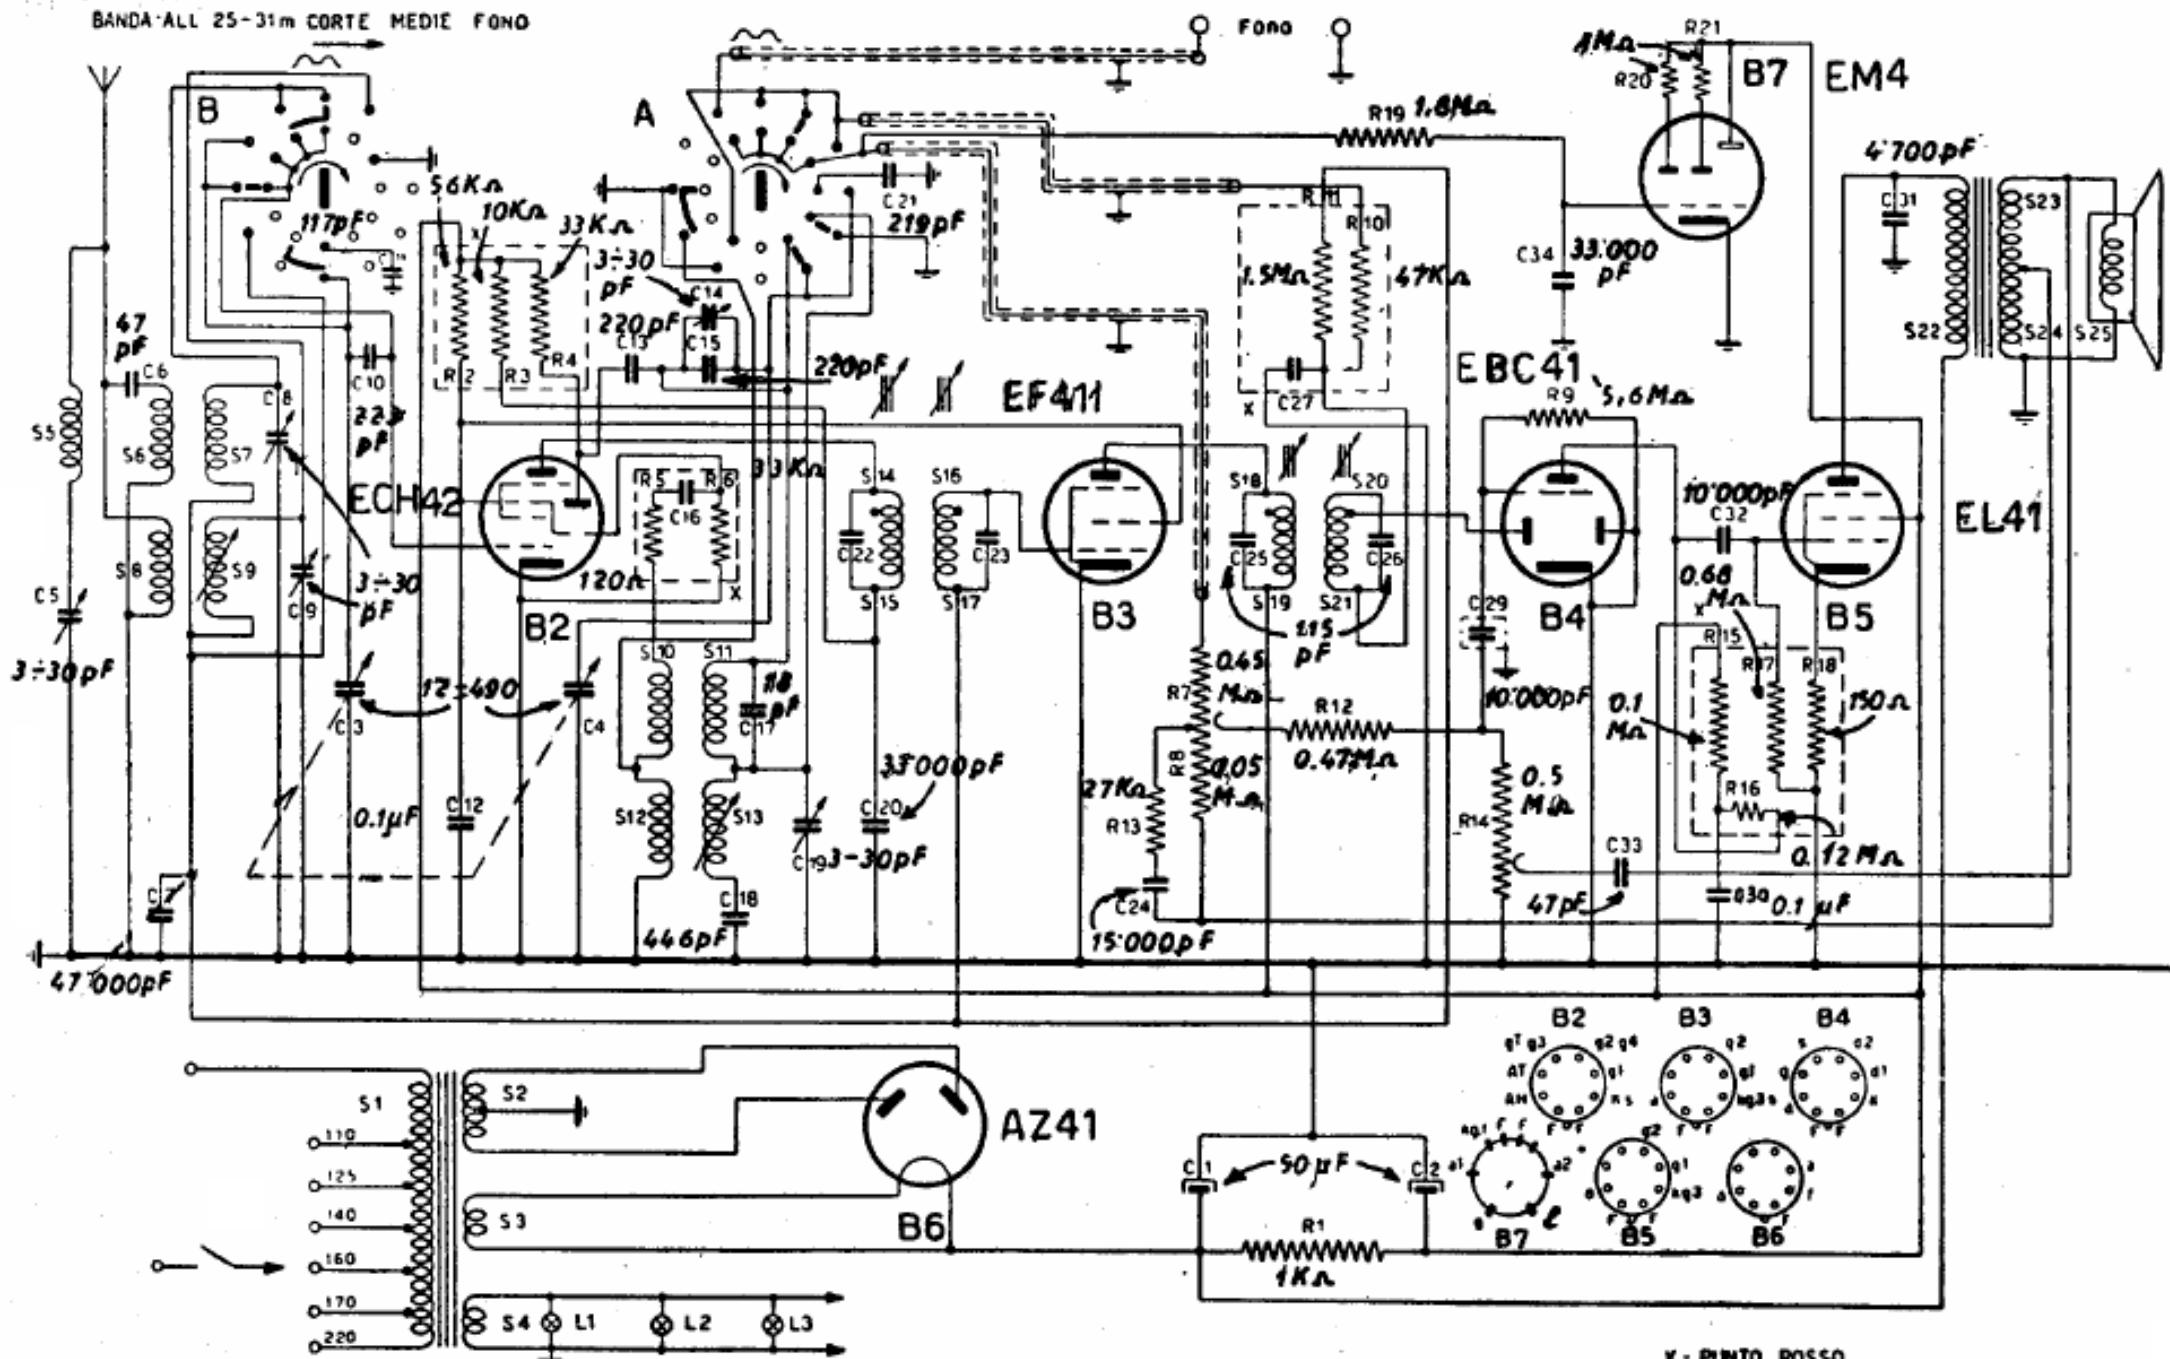 BANDA·ALL 25-31m CORTE MEDIE FONO
FONO
B
A
117pF
56KΩ
10KΩ
33KΩ
3÷30
pF
C14
220pF
C13
C15
220pF
C21
219pF
R19 1.8MΩ
1MΩ
R21
R20
B7
EM4
R11
R10
1.5MΩ
47KΩ
C27
x
C34
33'000
pF
4'700pF
C31
S22
S23
S24
S25
47
pF
C6
C8
C10
R2
R3
R4
x
S5
S6
S7
S8
S9
C5
3÷30pF
C9
3÷30
pF
ECH42
B2
R5
R6
C16
33KΩ
120Ω
x
EF411
B3
S14
S15
S16
S17
C22
C23
S18
S19
S20
S21
C25
C26
115
pF
EBC41
R9
5,6MΩ
B4
C29
10'000pF
10'000pF
C32
0.68
MΩ
B5
EL41
C3
12÷490
C4
S10
S11
S12
S13
18
pF
C17
C18
446pF
C19
3-30pF
C20
33'000pF
0.1µF
C12
C7
47'000pF
R7
0.45
MΩ
R8
0,05
MΩ
R12
0.47MΩ
27KΩ
R13
C24
15'000pF
R14
0.5
MΩ
C33
47pF
x
R15
R17
R18
0.1
MΩ
150Ω
R16
0.12MΩ
C30
0.1 µF
S1
S2
S3
S4
110
125
140
160
170
220
AZ41
B6
L1
L2
L3
C1
50µF
C2
R1
1KΩ
B2
B3
B4
B7
B5
B6
X - PUNTO ROSSO